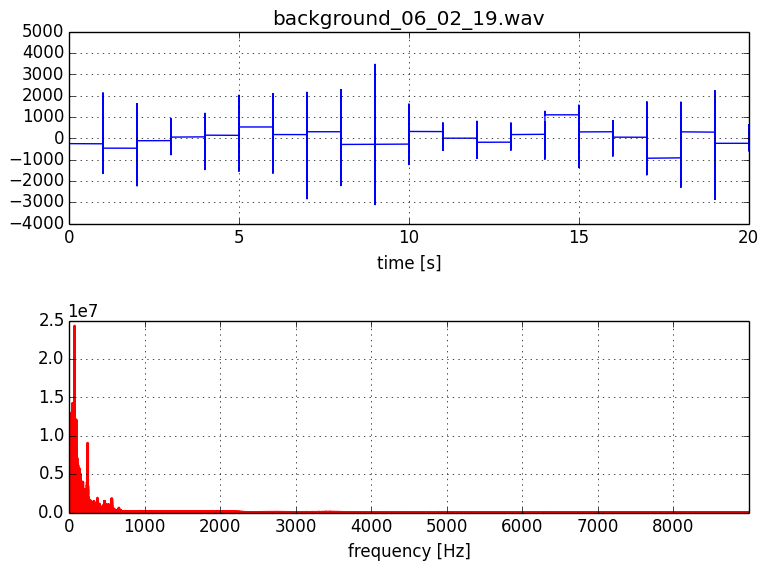 background_06_02_19.wav
5000
4000
3000
2000
1000
0
−1000
−2000
−3000
−4000
0 5 10 15 20
time [s]
1e7
2.5
2.0
1.5
1.0
0.5
0.0
0 1000 2000 3000 4000 5000 6000 7000 8000
frequency [Hz]